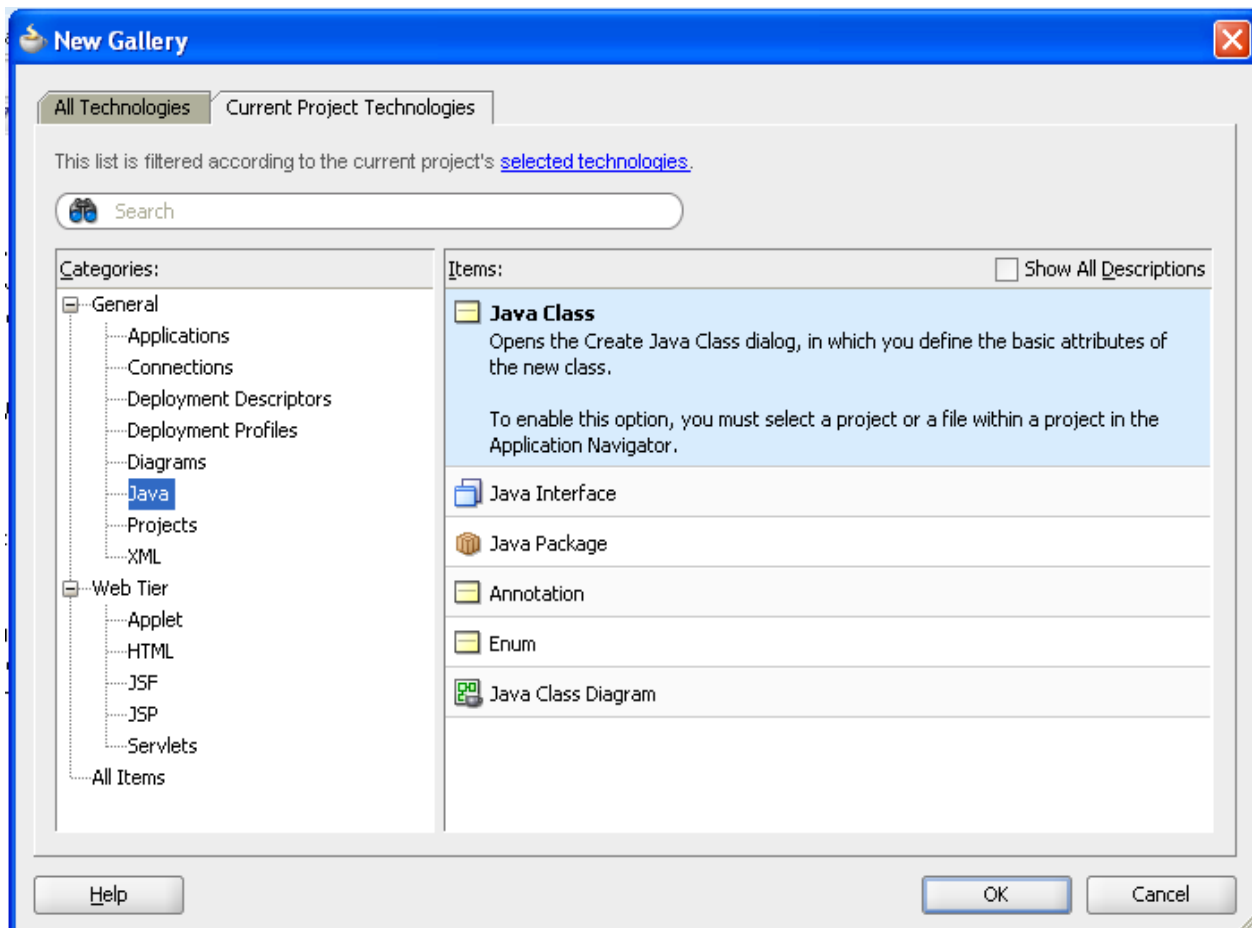 New Gallery
All Technologies
Current Project Technologies
This list is filtered according to the current project's selected technologies.
Search
Categories:
General
Applications
Connections
Deployment Descriptors
Deployment Profiles
Diagrams
Java
Projects
XML
Web Tier
Applet
HTML
JSF
JSP
Servlets
All Items
Items:
Show All Descriptions
Java Class
Opens the Create Java Class dialog, in which you define the basic attributes of
the new class.
To enable this option, you must select a project or a file within a project in the
Application Navigator.
Java Interface
Java Package
Annotation
Enum
Java Class Diagram
Help
OK
Cancel